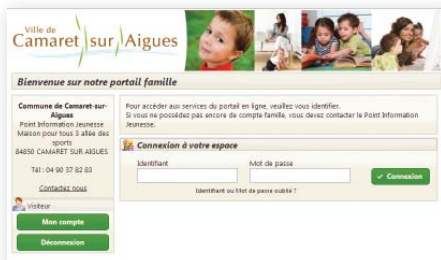 Ville de
Camaret sur Aigues
Bienvenue sur notre portail famille
Commune de Camaret-sur-Aigues
Point Information Jeunesse
Maison pour tous 3 allée des sports
84850 CAMARET SUR AIGUES
Tél : 04 90 37 82 83
Contactez nous
Visiteur
Mon compte
Déconnexion
Pour accéder aux services du portail en ligne, veuillez vous identifier.
Si vous ne possédez pas encore de compte famille, vous devez contacter le Point Information Jeunesse.
Connexion à votre espace
Identifiant
Mot de passe
Connexion
Identifiant ou Mot de passe oublié ?